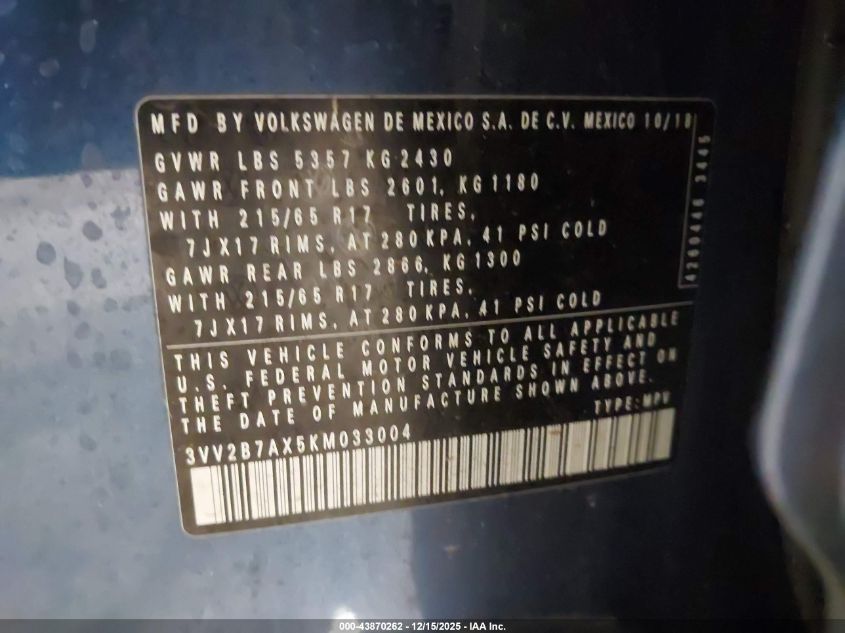 MFD BY VOLKSWAGEN DE MEXICO S.A. DE C.V. MEXICO 10/18
GVWR LBS 5357 KG 2430
GAWR FRONT LBS 2601, KG 1180
WITH 215/65 R17 TIRES,
7JX17 RIMS, AT 280 KPA, 41 PSI COLD
GAWR REAR LBS 2866, KG 1300
WITH 215/65 R17 TIRES,
7JX17 RIMS, AT 280 KPA, 41 PSI COLD
THIS VEHICLE CONFORMS TO ALL APPLICABLE
U.S. FEDERAL MOTOR VEHICLE SAFETY AND
THEFT PREVENTION STANDARDS IN EFFECT ON
THE DATE OF MANUFACTURE SHOWN ABOVE.
TYPE: MPV
3VV2B7AX5KM033004
000-43870262 - 12/15/2025 - IAA Inc.